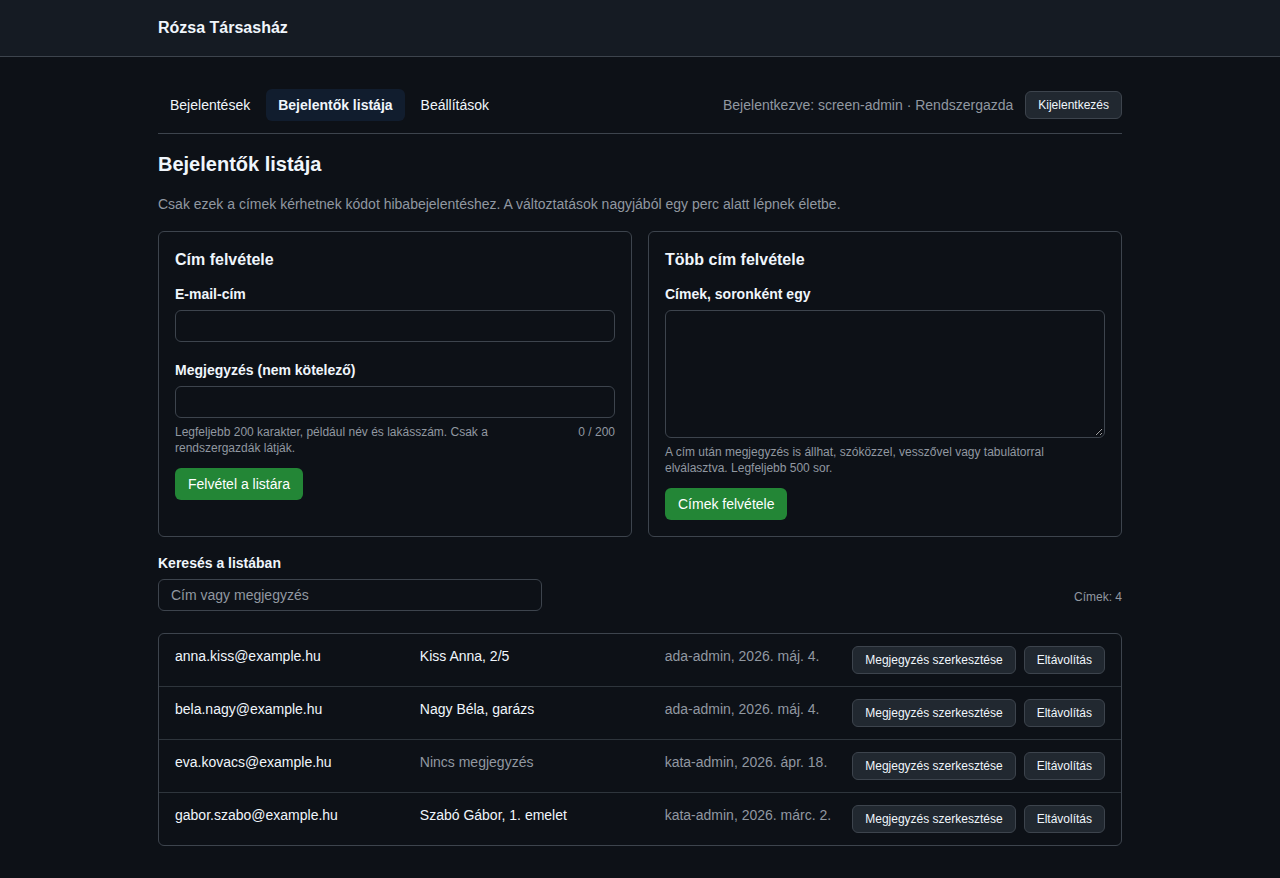 Rózsa Társasház
Bejelentések Bejelentők listája Beállítások Bejelentkezve: screen-admin · Rendszergazda Kijelentkezés
Bejelentők listája
Csak ezek a címek kérhetnek kódot hibabejelentéshez. A változtatások nagyjából egy perc alatt lépnek életbe.
Cím felvétele
E-mail-cím
Megjegyzés (nem kötelező)
Legfeljebb 200 karakter, például név és lakásszám. Csak a 0 / 200
rendszergazdák látják.
Felvétel a listára
Több cím felvétele
Címek, soronként egy
A cím után megjegyzés is állhat, szóközzel, vesszővel vagy tabulátorral
elválasztva. Legfeljebb 500 sor.
Címek felvétele
Keresés a listában
Cím vagy megjegyzés Címek: 4
anna.kiss@example.hu Kiss Anna, 2/5 ada-admin, 2026. máj. 4. Megjegyzés szerkesztése Eltávolítás
bela.nagy@example.hu Nagy Béla, garázs ada-admin, 2026. máj. 4. Megjegyzés szerkesztése Eltávolítás
eva.kovacs@example.hu Nincs megjegyzés kata-admin, 2026. ápr. 18. Megjegyzés szerkesztése Eltávolítás
gabor.szabo@example.hu Szabó Gábor, 1. emelet kata-admin, 2026. márc. 2. Megjegyzés szerkesztése Eltávolítás